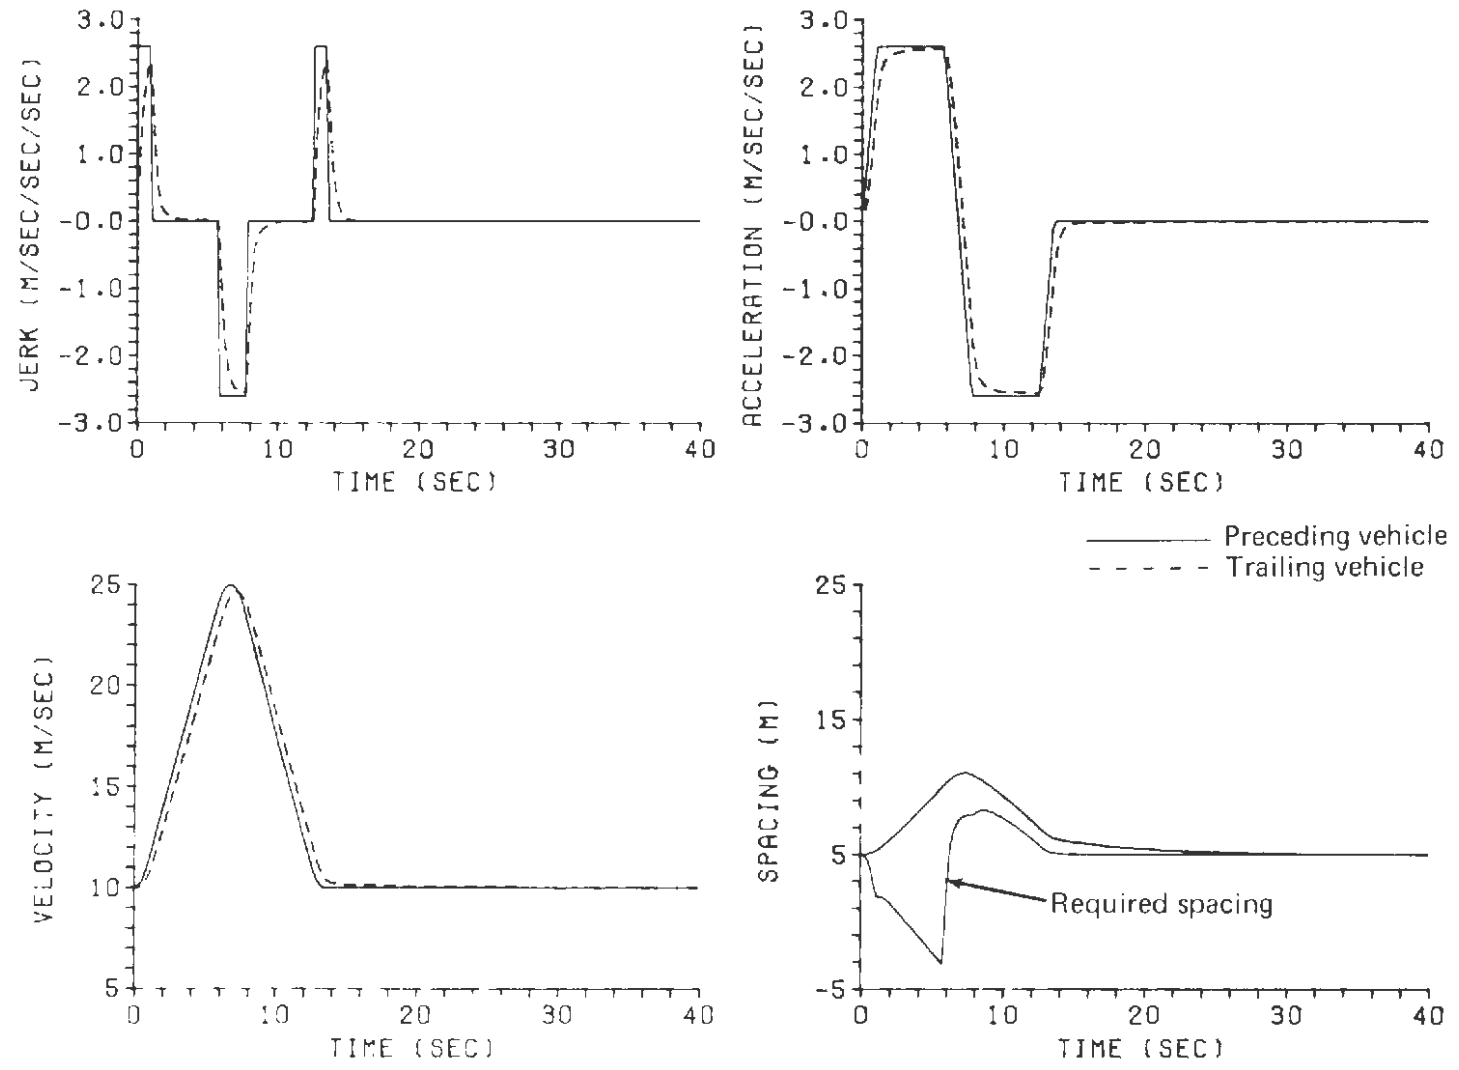 3.0
2.0
1.0
-0.0
-1.0
-2.0
-3.0
JERK (M/SEC/SEC/SEC)
0 10 20 30 40
TIME (SEC)
3.0
2.0
1.0
-0.0
-1.0
-2.0
-3.0
ACCELERATION (M/SEC/SEC)
0 10 20 30 40
TIME (SEC)
Preceding vehicle
Trailing vehicle
25
20
15
10
5
VELOCITY (M/SEC)
0 10 20 30 40
TIME (SEC)
25
15
5
-5
SPACING (M)
Required spacing
0 10 20 30 40
TIME (SEC)